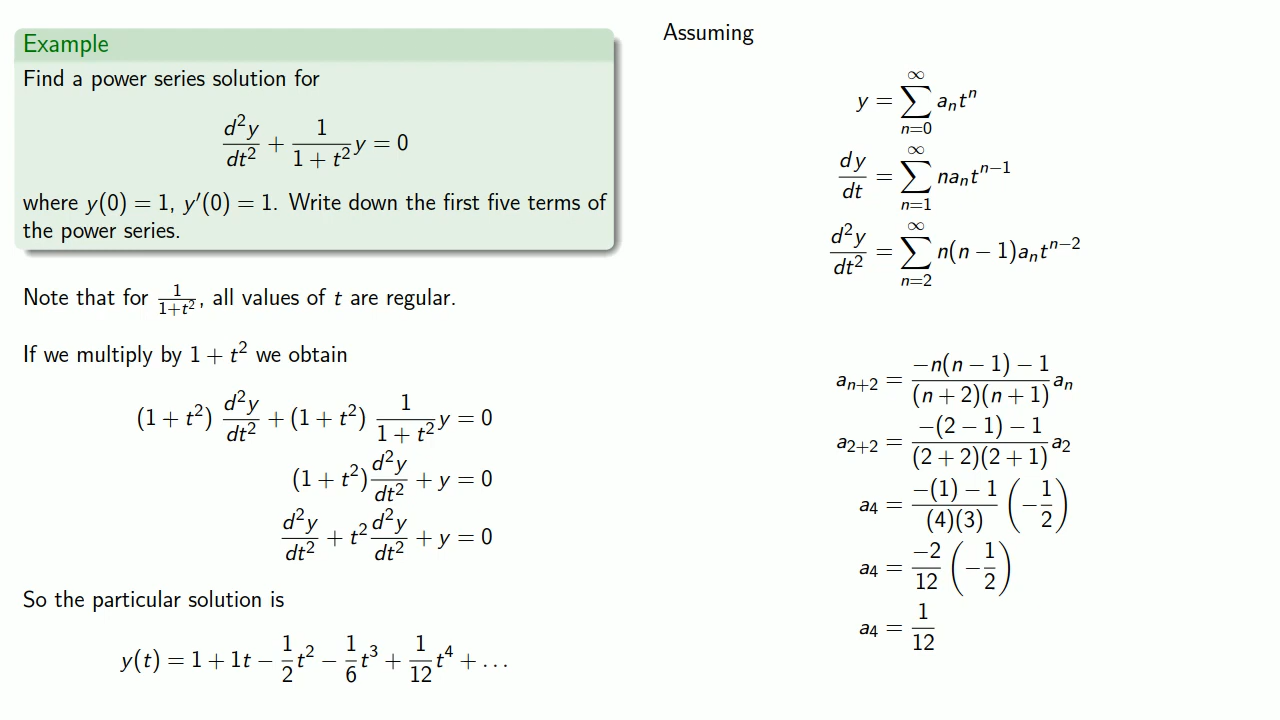 Example
Find a power series solution for
d²y/dt² + 1/(1 + t²) y = 0
where y(0) = 1, y′(0) = 1. Write down the first five terms of
the power series.
Note that for 1/(1+t²), all values of t are regular.
If we multiply by 1 + t² we obtain
(1 + t²) d²y/dt² + (1 + t²) 1/(1 + t²) y = 0
(1 + t²) d²y/dt² + y = 0
d²y/dt² + t² d²y/dt² + y = 0
So the particular solution is
y(t) = 1 + 1t − 1/2 t² − 1/6 t³ + 1/12 t⁴ + . . .
Assuming
y = ∑_{n=0}^{∞} aₙtⁿ
dy/dt = ∑_{n=1}^{∞} naₙtⁿ⁻¹
d²y/dt² = ∑_{n=2}^{∞} n(n − 1)aₙtⁿ⁻²
aₙ₊₂ = (−n(n − 1) − 1)/((n + 2)(n + 1)) aₙ
a₂₊₂ = (−(2 − 1) − 1)/((2 + 2)(2 + 1)) a₂
a₄ = (−(1) − 1)/((4)(3)) (−1/2)
a₄ = −2/12 (−1/2)
a₄ = 1/12